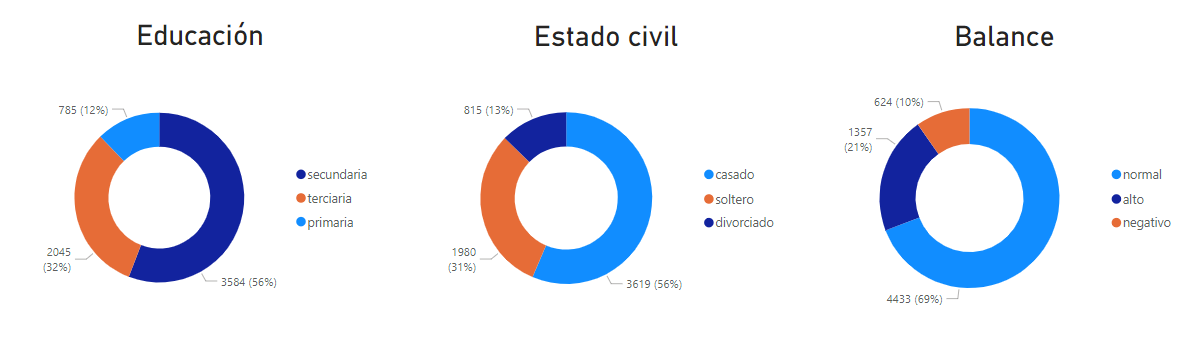 Educación
785 (12%)
2045
(32%)
3584 (56%)
secundaria
terciaria
primaria
Estado civil
815 (13%)
1980
(31%)
3619 (56%)
casado
soltero
divorciado
Balance
624 (10%)
1357
(21%)
4433 (69%)
normal
alto
negativo